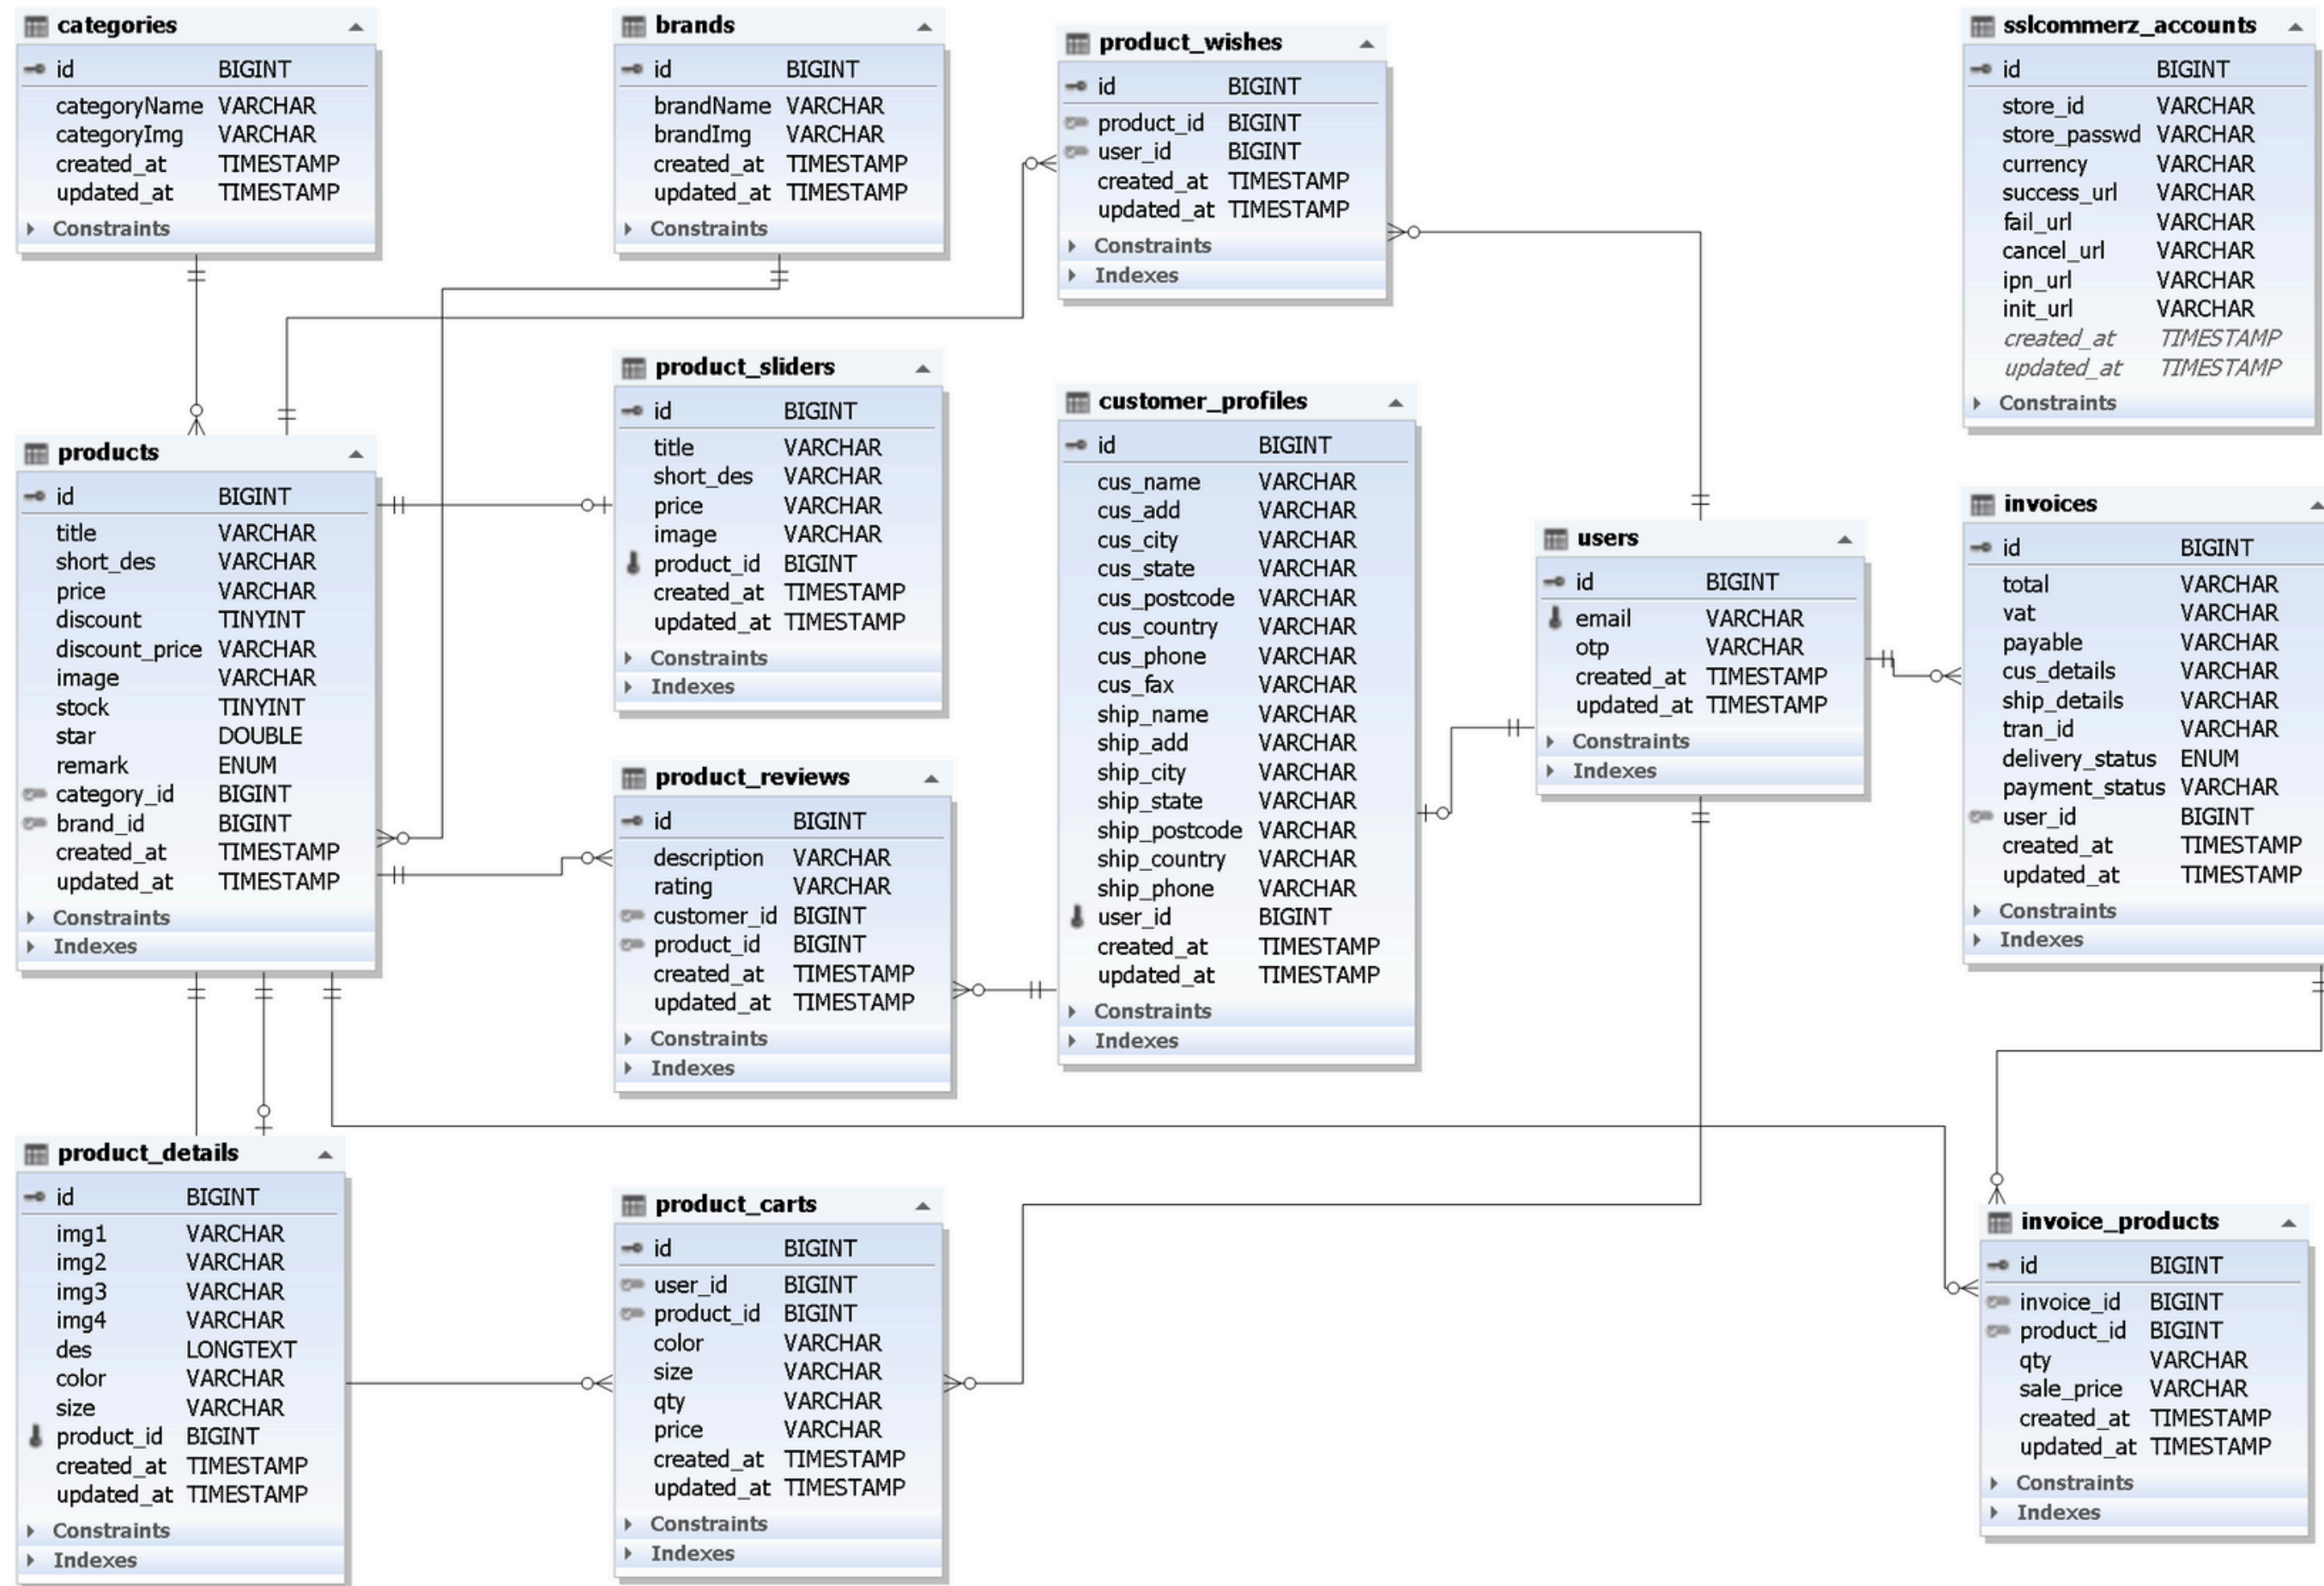 categories
id BIGINT
categoryName VARCHAR
categoryImg VARCHAR
created_at TIMESTAMP
updated_at TIMESTAMP
Constraints
brands
id BIGINT
brandName VARCHAR
brandImg VARCHAR
created_at TIMESTAMP
updated_at TIMESTAMP
Constraints
product_wishes
id BIGINT
product_id BIGINT
user_id BIGINT
created_at TIMESTAMP
updated_at TIMESTAMP
Constraints
Indexes
sslcommerz_accounts
id BIGINT
store_id VARCHAR
store_passwd VARCHAR
currency VARCHAR
success_url VARCHAR
fail_url VARCHAR
cancel_url VARCHAR
ipn_url VARCHAR
init_url VARCHAR
created_at TIMESTAMP
updated_at TIMESTAMP
Constraints
products
id BIGINT
title VARCHAR
short_des VARCHAR
price VARCHAR
discount TINYINT
discount_price VARCHAR
image VARCHAR
stock TINYINT
star DOUBLE
remark ENUM
category_id BIGINT
brand_id BIGINT
created_at TIMESTAMP
updated_at TIMESTAMP
Constraints
Indexes
product_sliders
id BIGINT
title VARCHAR
short_des VARCHAR
price VARCHAR
image VARCHAR
product_id BIGINT
created_at TIMESTAMP
updated_at TIMESTAMP
Constraints
Indexes
customer_profiles
id BIGINT
cus_name VARCHAR
cus_add VARCHAR
cus_city VARCHAR
cus_state VARCHAR
cus_postcode VARCHAR
cus_country VARCHAR
cus_phone VARCHAR
cus_fax VARCHAR
ship_name VARCHAR
ship_add VARCHAR
ship_city VARCHAR
ship_state VARCHAR
ship_postcode VARCHAR
ship_country VARCHAR
ship_phone VARCHAR
user_id BIGINT
created_at TIMESTAMP
updated_at TIMESTAMP
Constraints
Indexes
users
id BIGINT
email VARCHAR
otp VARCHAR
created_at TIMESTAMP
updated_at TIMESTAMP
Constraints
Indexes
invoices
id BIGINT
total VARCHAR
vat VARCHAR
payable VARCHAR
cus_details VARCHAR
ship_details VARCHAR
tran_id VARCHAR
delivery_status ENUM
payment_status VARCHAR
user_id BIGINT
created_at TIMESTAMP
updated_at TIMESTAMP
Constraints
Indexes
product_reviews
id BIGINT
description VARCHAR
rating VARCHAR
customer_id BIGINT
product_id BIGINT
created_at TIMESTAMP
updated_at TIMESTAMP
Constraints
Indexes
product_details
id BIGINT
img1 VARCHAR
img2 VARCHAR
img3 VARCHAR
img4 VARCHAR
des LONGTEXT
color VARCHAR
size VARCHAR
product_id BIGINT
created_at TIMESTAMP
updated_at TIMESTAMP
Constraints
Indexes
product_carts
id BIGINT
user_id BIGINT
product_id BIGINT
color VARCHAR
size VARCHAR
qty VARCHAR
price VARCHAR
created_at TIMESTAMP
updated_at TIMESTAMP
Constraints
Indexes
invoice_products
id BIGINT
invoice_id BIGINT
product_id BIGINT
qty VARCHAR
sale_price VARCHAR
created_at TIMESTAMP
updated_at TIMESTAMP
Constraints
Indexes